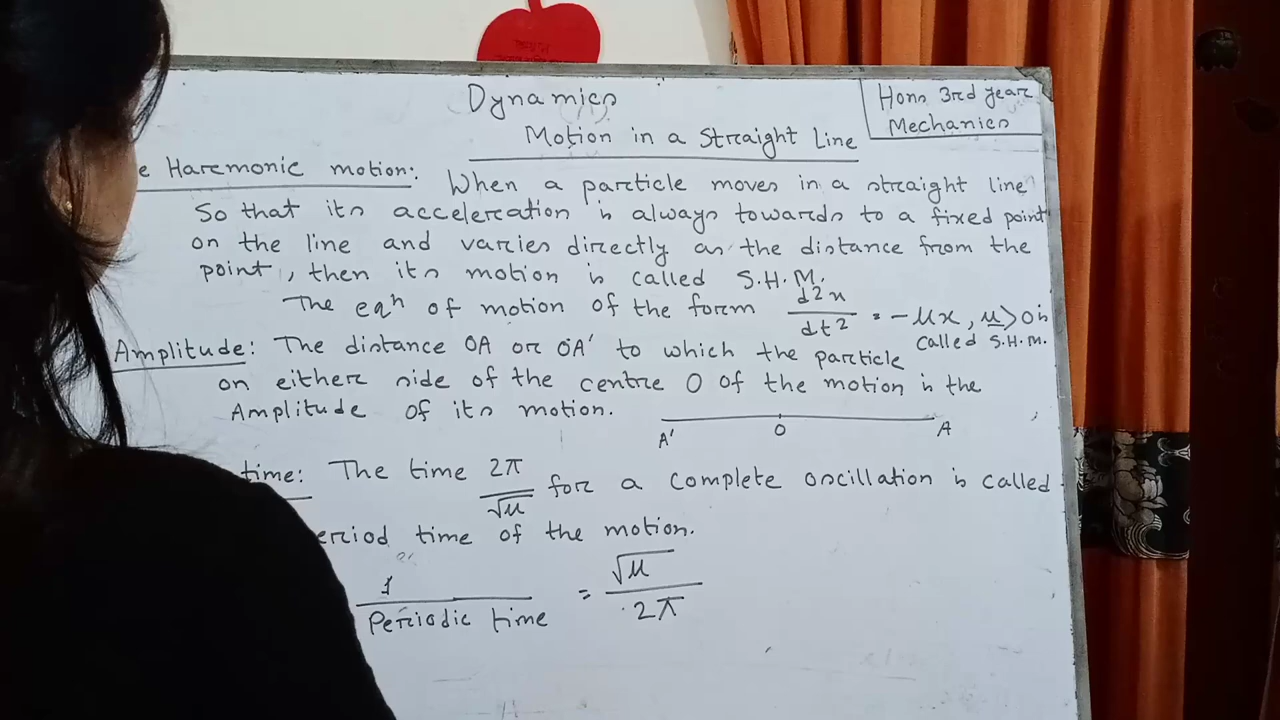 Dynamics
Hons 3rd year
Mechanics
Motion in a Straight Line
e Harmonic motion: When a particle moves in a straight line
So that its acceleration is always towards to a fixed point
on the line and varies directly as the distance from the
point, then its motion is called S.H.M.
The eqⁿ of motion of the form d2x/dt² = -μx, μ>0 is
called S.H.M.
Amplitude: The distance OA or OA' to which the particle
on either side of the centre O of the motion is the
Amplitude of its motion.
A' O A
time: The time 2π/√μ for a complete oscillation is called
eriod time of the motion.
1/Periodic time = √μ/2π